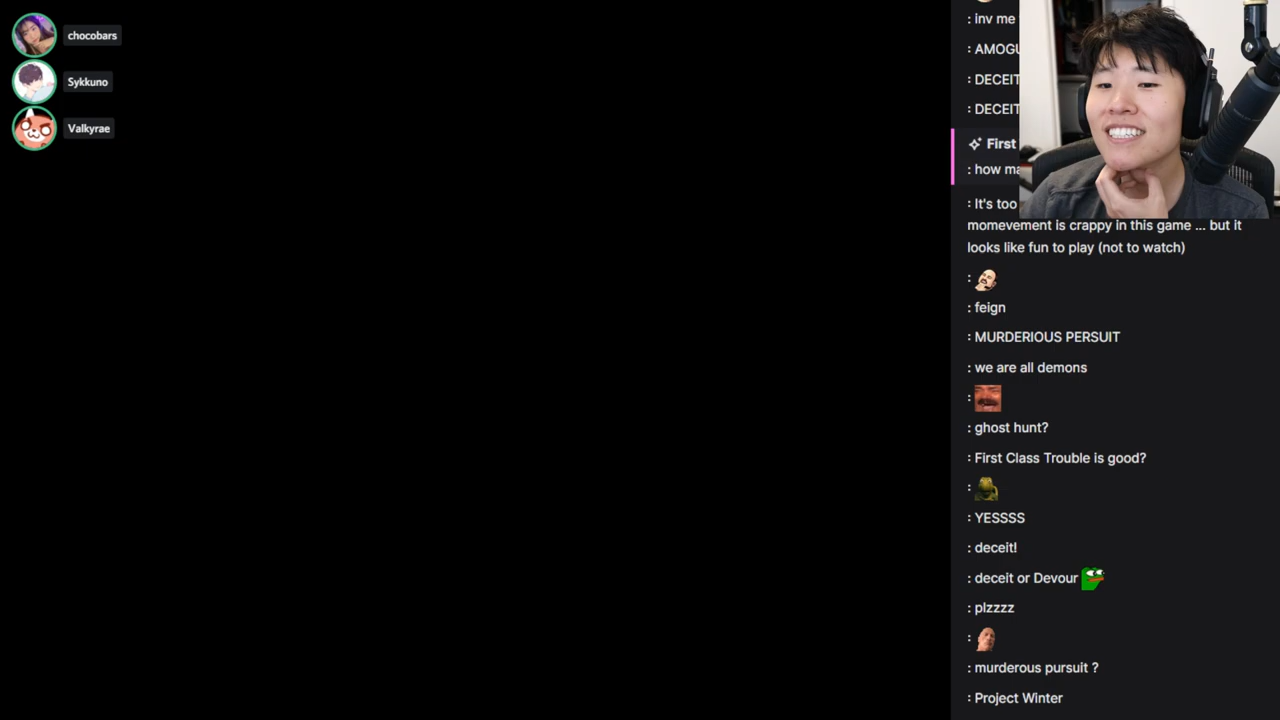 chocobars
Sykkuno
Valkyrae
: inv me
: AMOGU
: DECEIT
: DECEIT
First
: how ma
: It's too
momevement is crappy in this game ... but it
looks like fun to play (not to watch)
:
: feign
: MURDERIOUS PERSUIT
: we are all demons
:
: ghost hunt?
: First Class Trouble is good?
:
: YESSSS
: deceit!
: deceit or Devour
: plzzzz
:
: murderous pursuit ?
: Project Winter